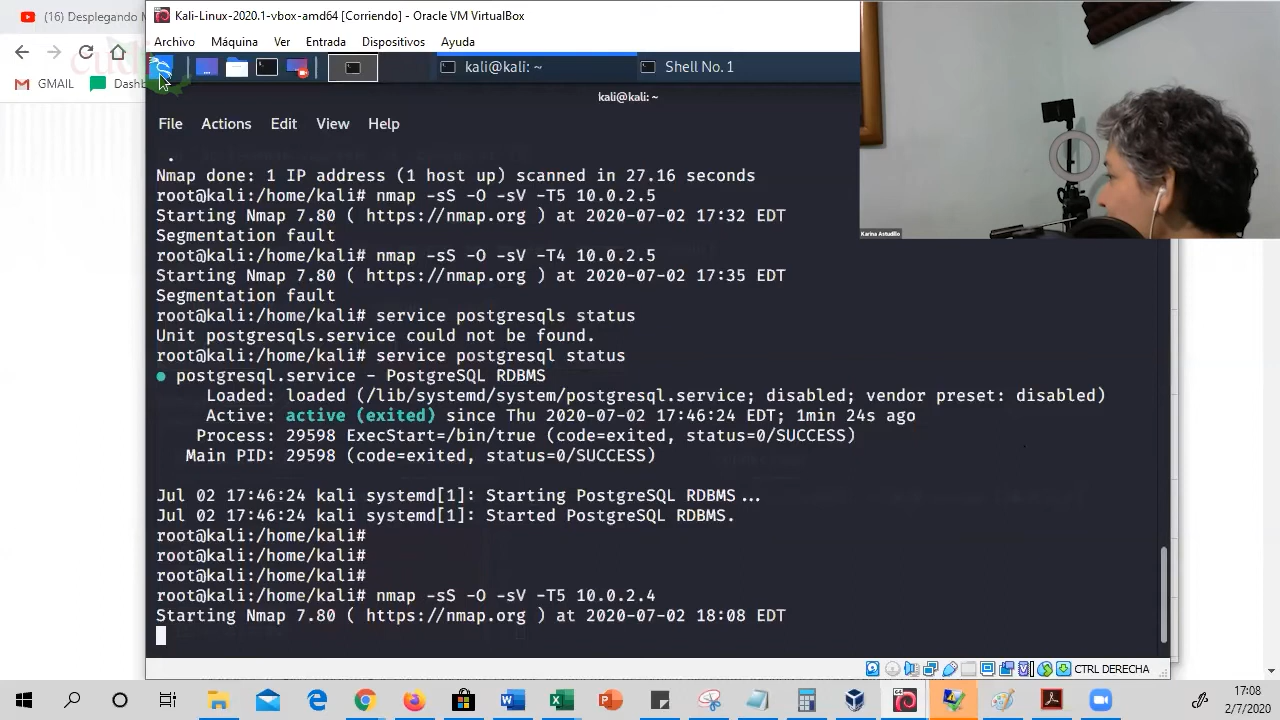 Desplegando M
Kali-Linux-2020.1-vbox-amd64 [Corriendo] - Oracle VM VirtualBox
Archivo Máquina Ver Entrada Dispositivos Ayuda
GMAIL Dashb
kali@kali: ~ Shell No. 1
kali@kali: ~
File Actions Edit View Help
.
Nmap done: 1 IP address (1 host up) scanned in 27.16 seconds
root@kali:/home/kali# nmap -sS -O -sV -T5 10.0.2.5
Starting Nmap 7.80 ( https://nmap.org ) at 2020-07-02 17:32 EDT
Segmentation fault
root@kali:/home/kali# nmap -sS -O -sV -T4 10.0.2.5
Starting Nmap 7.80 ( https://nmap.org ) at 2020-07-02 17:35 EDT
Segmentation fault
root@kali:/home/kali# service postgresqls status
Unit postgresqls.service could not be found.
root@kali:/home/kali# service postgresql status
● postgresql.service - PostgreSQL RDBMS
Loaded: loaded (/lib/systemd/system/postgresql.service; disabled; vendor preset: disabled)
Active: active (exited) since Thu 2020-07-02 17:46:24 EDT; 1min 24s ago
Process: 29598 ExecStart=/bin/true (code=exited, status=0/SUCCESS)
Main PID: 29598 (code=exited, status=0/SUCCESS)
Jul 02 17:46:24 kali systemd[1]: Starting PostgreSQL RDBMS...
Jul 02 17:46:24 kali systemd[1]: Started PostgreSQL RDBMS.
root@kali:/home/kali#
root@kali:/home/kali#
root@kali:/home/kali#
root@kali:/home/kali# nmap -sS -O -sV -T5 10.0.2.4
Starting Nmap 7.80 ( https://nmap.org ) at 2020-07-02 18:08 EDT
Karina Astudillo
CTRL DERECHA
17:08
2/7/2020